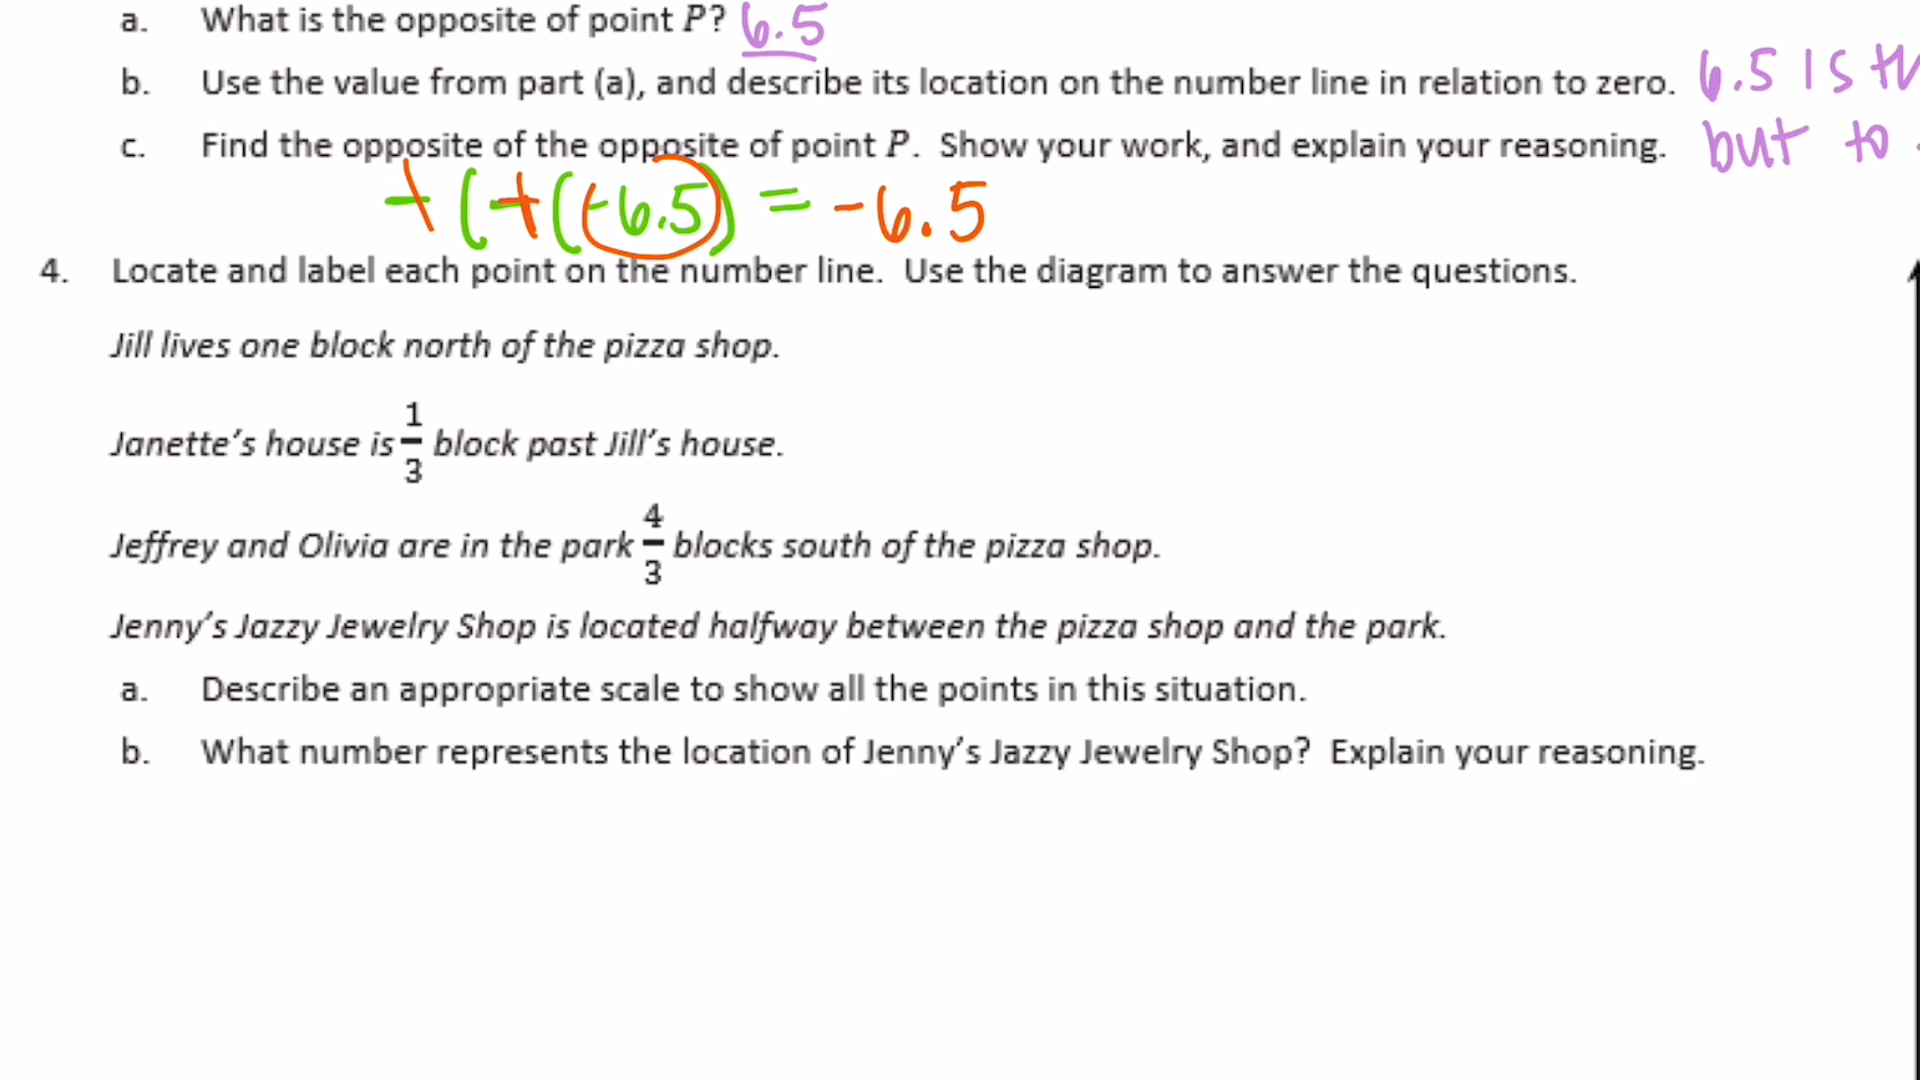 a. What is the opposite of point P? 6.5
b. Use the value from part (a), and describe its location on the number line in relation to zero. 6.5 is
c. Find the opposite of the opposite of point P. Show your work, and explain your reasoning. but to
-(-(-6.5) = -6.5
4. Locate and label each point on the number line. Use the diagram to answer the questions.
Jill lives one block north of the pizza shop.
Janette's house is 1/3 block past Jill's house.
Jeffrey and Olivia are in the park 4/3 blocks south of the pizza shop.
Jenny's Jazzy Jewelry Shop is located halfway between the pizza shop and the park.
a. Describe an appropriate scale to show all the points in this situation.
b. What number represents the location of Jenny's Jazzy Jewelry Shop? Explain your reasoning.